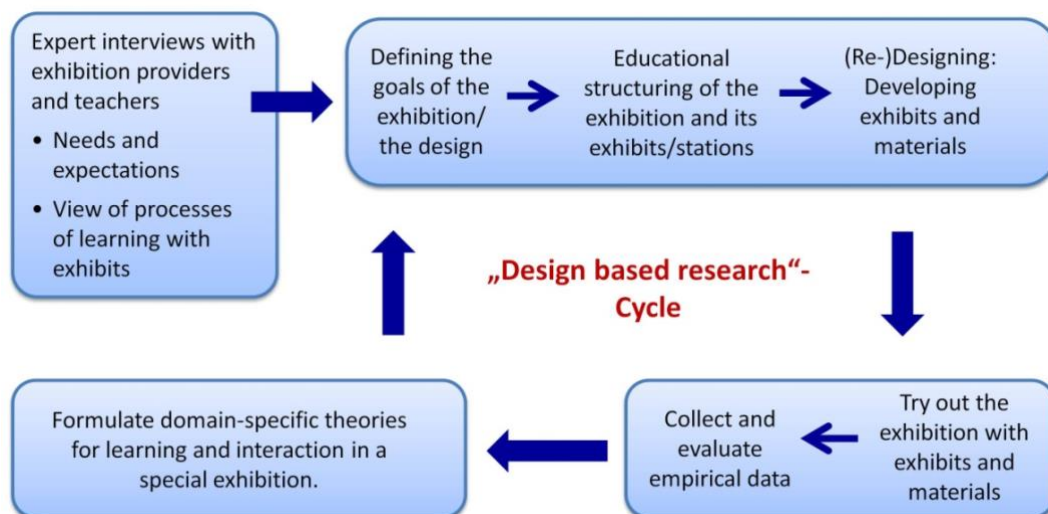 Expert interviews with
exhibition providers
and teachers
• Needs and
expectations
• View of processes
of learning with
exhibits
Defining the
goals of the
exhibition/
the design
Educational
structuring of the
exhibition and its
exhibits/stations
(Re-)Designing:
Developing
exhibits and
materials
„Design based research“-
Cycle
Try out the
exhibition with
exhibits and
materials
Collect and
evaluate
empirical data
Formulate domain-specific theories
for learning and interaction in a
special exhibition.